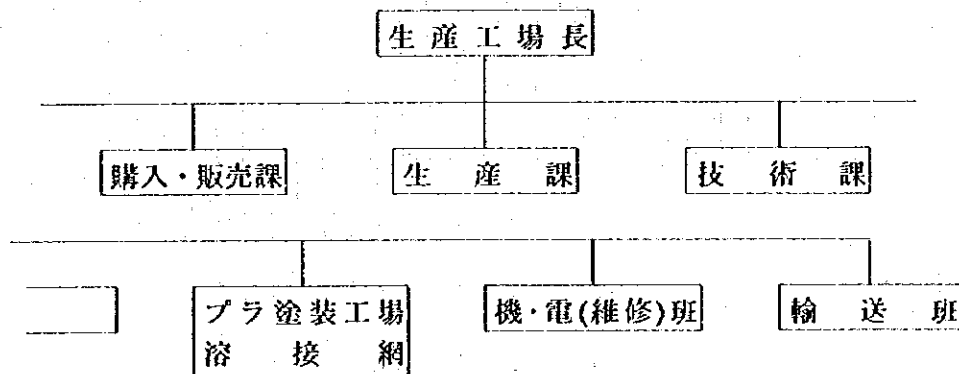 生産工場長
購入・販売課
生産課
技術課
プラ塗装工場
溶接網
機・電(維修)班
輸送班